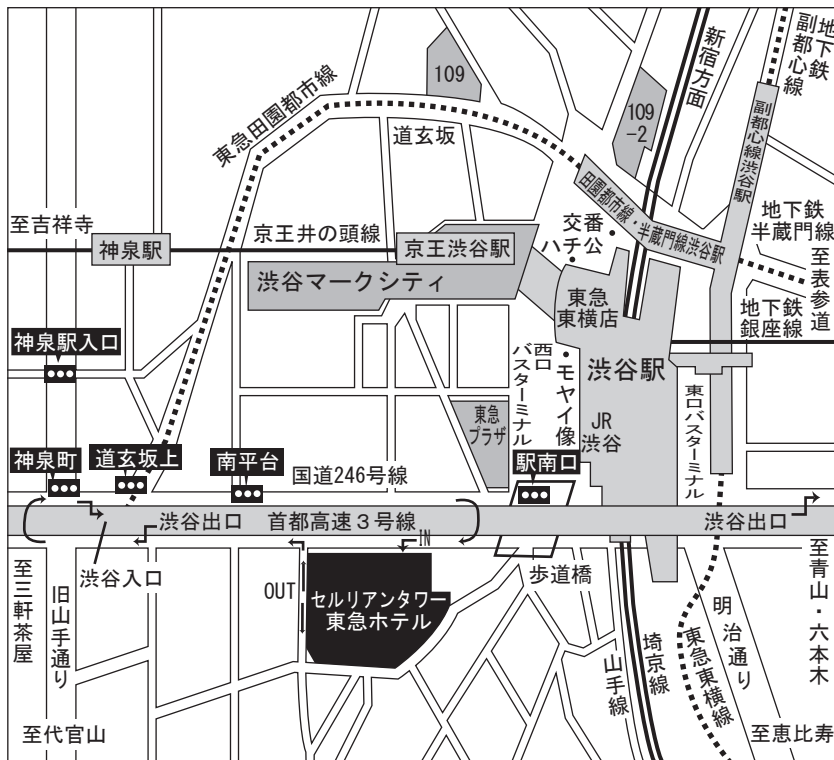 109
東急田園都市線
道玄坂
109
-2
新宿方面
地下鉄
副都心線
副都心線渋谷駅
田園都市線・半蔵門線渋谷駅
地下鉄
半蔵門線
至表参道
地下鉄
銀座線
至吉祥寺
神泉駅
京王井の頭線
京王渋谷駅
渋谷マークシティ
交番
ハチ公
東急
東横店
渋谷駅
JR
渋谷
モヤイ像
西口
バスターミナル
東口バスターミナル
東急
プラザ
神泉駅入口
神泉町
道玄坂上
南平台
国道246号線
駅南口
渋谷出口
首都高速3号線
渋谷出口
渋谷入口
IN
OUT
セルリアンタワー
東急ホテル
歩道橋
至三軒茶屋
旧山手通り
至代官山
山手線
埼京線
東急東横線
明治通り
至青山・六本木
至恵比寿